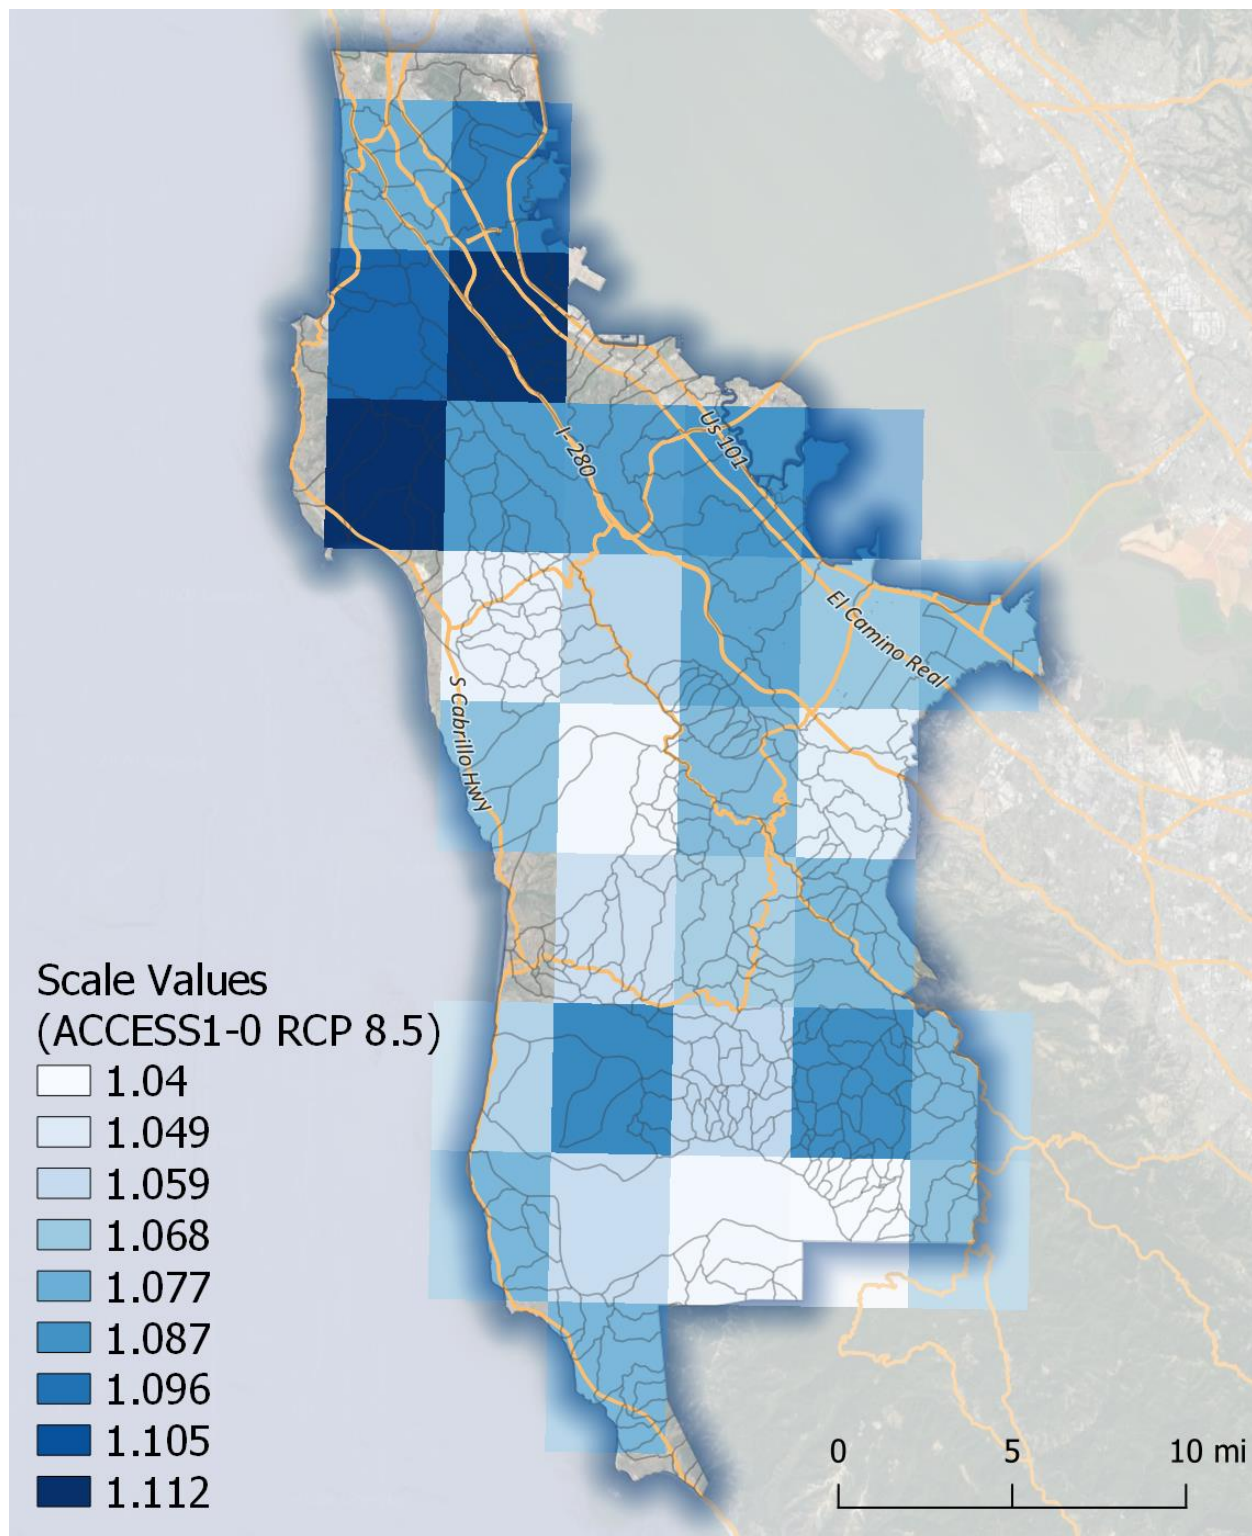 I-280
Us 101
El Camino Real
S Cabrillo Hwy
Scale Values
(ACCESS1-0 RCP 8.5)
1.04
1.049
1.059
1.068
1.077
1.087
1.096
1.105
1.112
0 5 10 mi